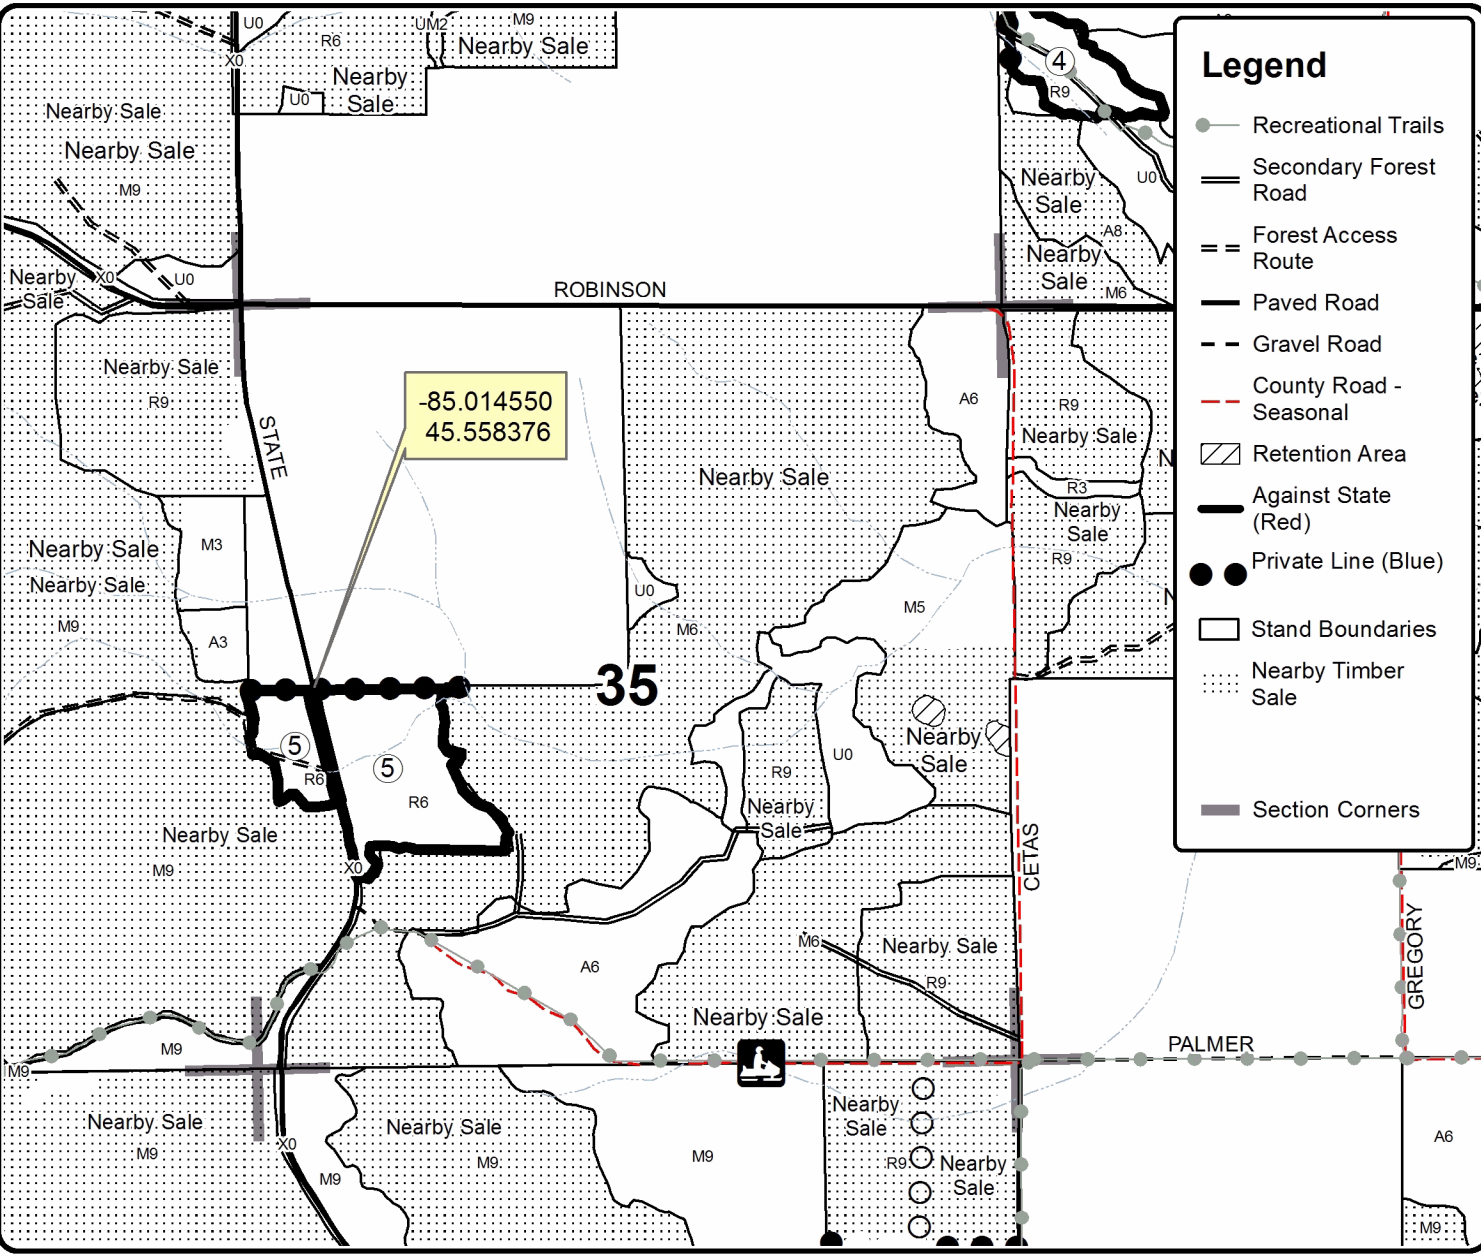 U0
UM2
M9
R6
Nearby Sale
X0
Nearby
Sale
U0
Nearby Sale
Nearby Sale
M9
4
R9
U0
Nearby
Sale
A8
Nearby
Sale
M6
Nearby
Sale
X0
U0
ROBINSON
Nearby Sale
R9
STATE
-85.014550
45.558376
A6
R9
Nearby Sale
Nearby Sale
R3
Nearby
Sale
R9
Nearby Sale
Nearby Sale
M9
M3
A3
U0
M6
M5
35
5
5
R6
R6
Nearby
Sale
U0
R9
Nearby
Sale
Nearby Sale
M9
X0
CETAS
M6
Nearby Sale
R9
A6
Nearby Sale
GREGORY
PALMER
M9
M9
M9
Nearby Sale
M9
X0
M9
Nearby Sale
M9
M9
Nearby
Sale
R9
Nearby
Sale
A6
M9
Legend
Recreational Trails
Secondary Forest
Road
Forest Access
Route
Paved Road
Gravel Road
County Road -
Seasonal
Retention Area
Against State
(Red)
Private Line (Blue)
Stand Boundaries
Nearby Timber
Sale
Section Corners